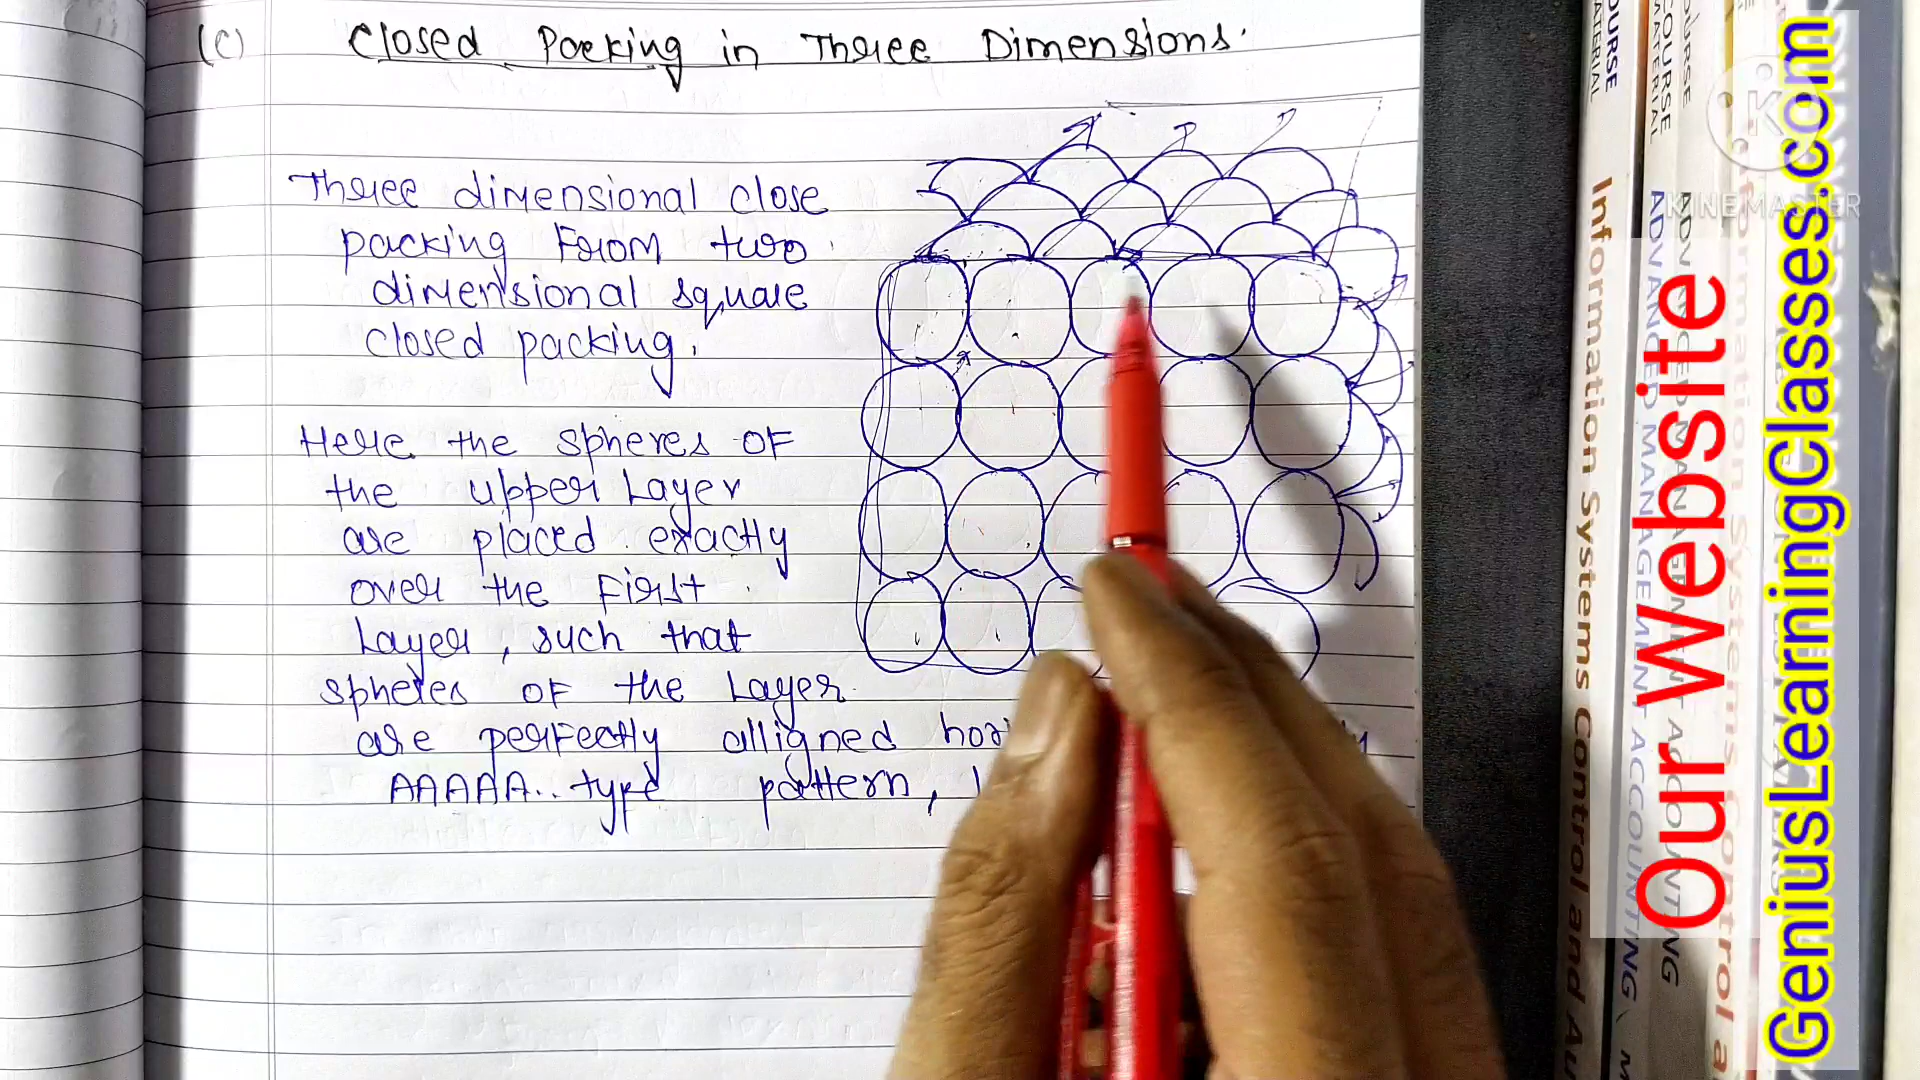 (C) Closed Packing in Three Dimensions.
Three dimensional close
packing From two
dimensional square
closed packing.
Here the spheres OF
the upper Layer
are placed exactly
over the First
Layer, such that
spheres OF the Layer
are perfectly alligned
AAAAA.. type pattern,
COURSE
MATERIAL
Information Systems Control and
ADVANCED MANAGEMENT ACCOUNTING
K
KINEMASTER
Our Website
GeniusLearningClasses.com